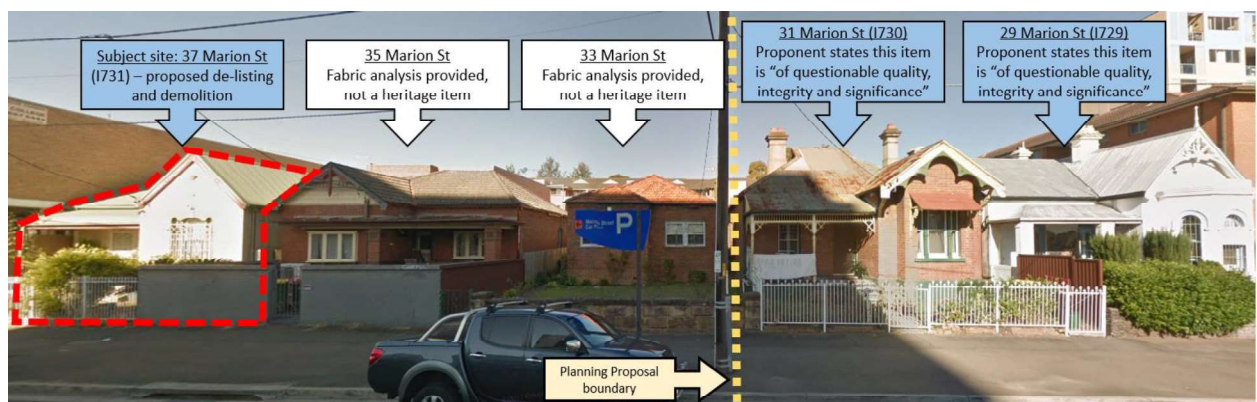 Subject site: 37 Marion St
(I731) – proposed de-listing
and demolition
35 Marion St
Fabric analysis provided,
not a heritage item
33 Marion St
Fabric analysis provided,
not a heritage item
31 Marion St (I730)
Proponent states this item
is “of questionable quality,
integrity and significance”
29 Marion St (I729)
Proponent states this item
is “of questionable quality,
integrity and significance”
P
Planning Proposal
boundary